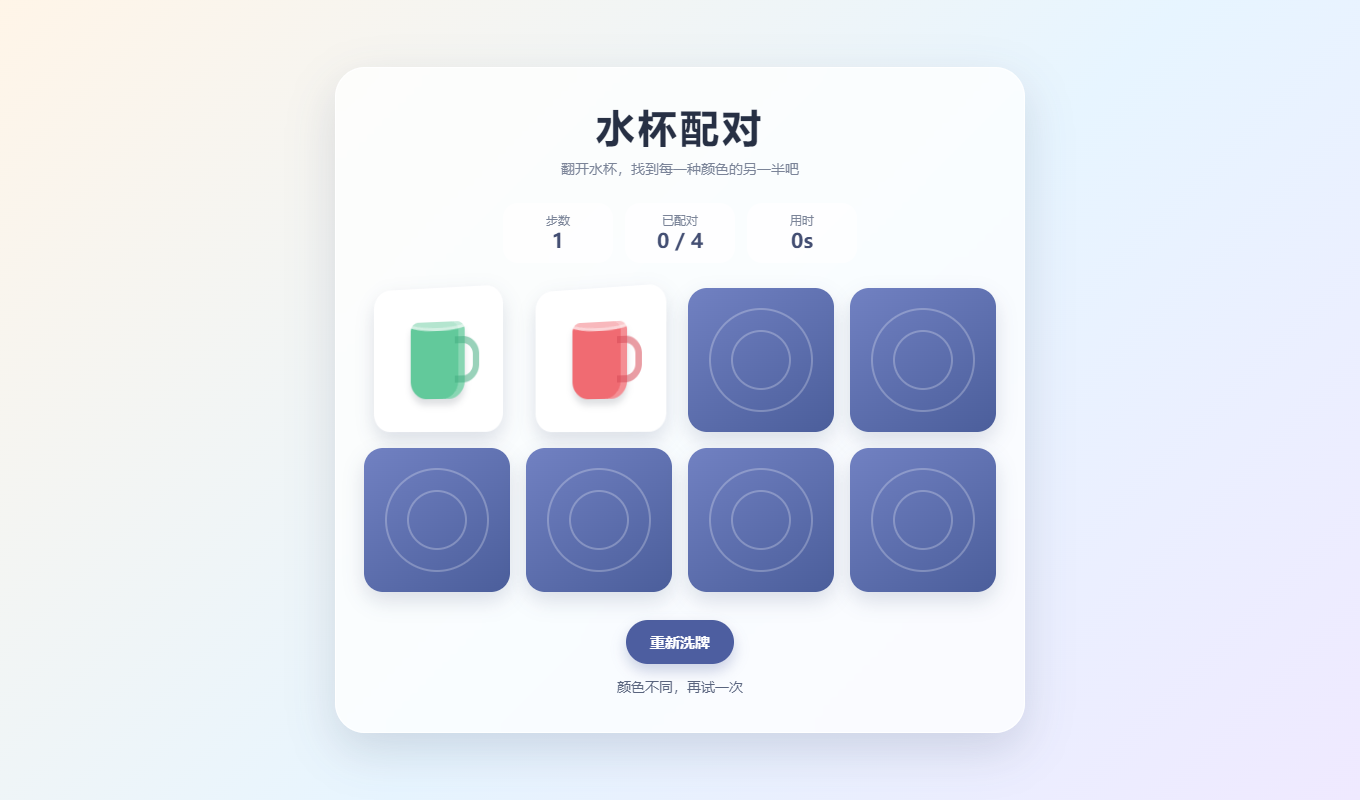 水杯配对
翻开水杯，找到每一种颜色的另一半吧
步数
1
已配对
0 / 4
用时
0s
重新洗牌
颜色不同，再试一次